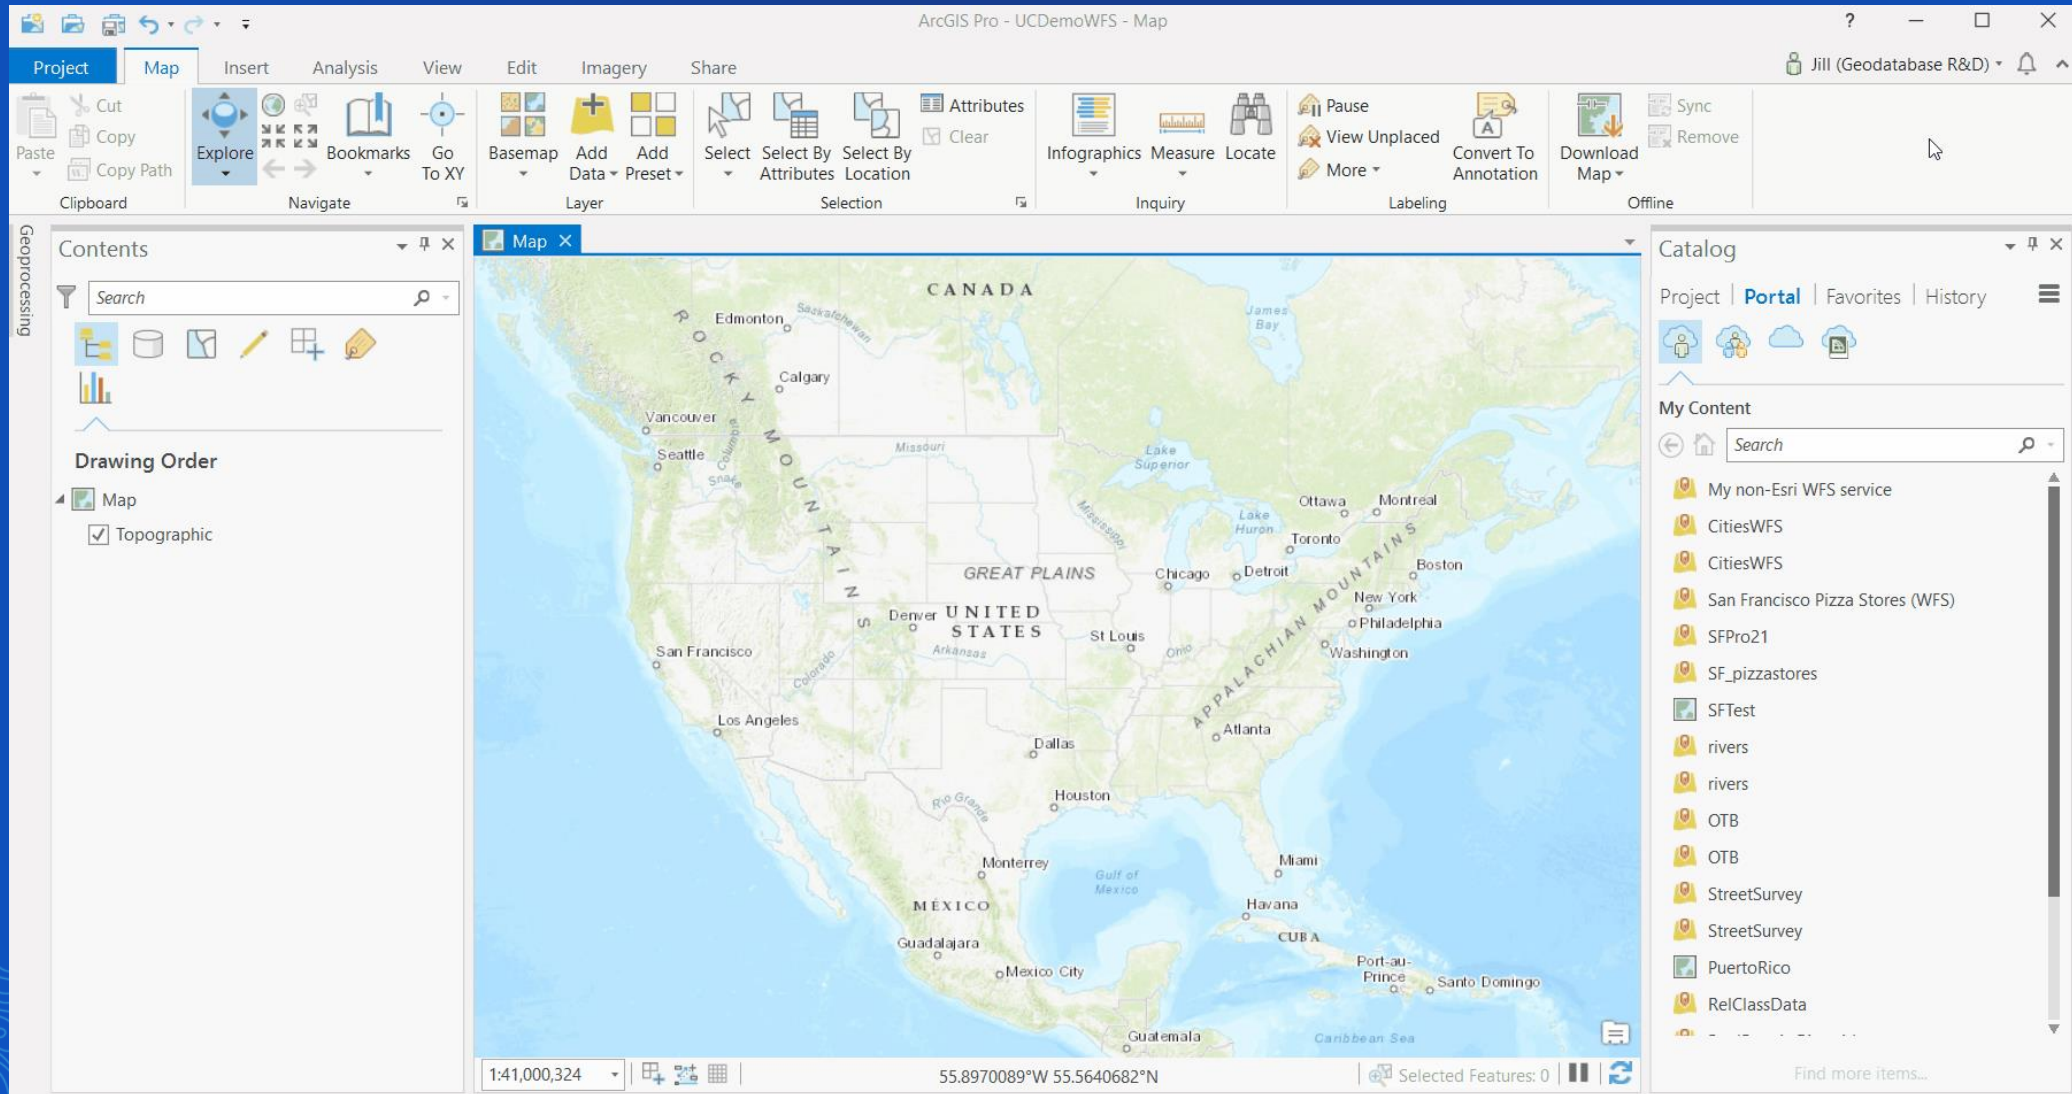 ArcGIS Pro - UCDemoWFS - Map
?
Project Map Insert Analysis View Edit Imagery Share
Jill (Geodatabase R&D)
Paste
Cut
Copy
Copy Path
Clipboard
Explore
Bookmarks
Go To XY
Navigate
Basemap
Add Data
Add Preset
Layer
Select
Select By Attributes
Select By Location
Attributes
Clear
Selection
Infographics
Measure
Locate
Inquiry
Pause
View Unplaced
More
Convert To Annotation
Labeling
Download Map
Sync
Remove
Offline
Geoprocessing
Contents
Search
Drawing Order
Map
Topographic
Map
CANADA
Edmonton
Saskatchewan
James Bay
ROCKY MOUNTAINS
Calgary
Vancouver
Columbia
Seattle
Snake
Missouri
Lake Superior
Ottawa
Montreal
Lake Huron
Mississippi
Toronto
GREAT PLAINS
Chicago
Detroit
Boston
APPALACHIAN MOUNTAINS
New York
Denver
UNITED STATES
Philadelphia
St Louis
San Francisco
Arkansas
Ohio
Washington
Colorado
Los Angeles
Atlanta
Dallas
Rio Grande
Houston
Monterrey
Gulf of Mexico
Miami
MÉXICO
Havana
Guadalajara
CUBA
Mexico City
Port-au-Prince
Santo Domingo
Guatemala
Caribbean Sea
1:41,000,324
55.8970089°W 55.5640682°N
Selected Features: 0
Catalog
Project | Portal | Favorites | History
My Content
Search
My non-Esri WFS service
CitiesWFS
CitiesWFS
San Francisco Pizza Stores (WFS)
SFPro21
SF_pizzastores
SFTest
rivers
rivers
OTB
OTB
StreetSurvey
StreetSurvey
PuertoRico
RelClassData
Find more items...